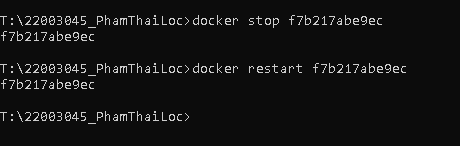 T:\22003045_PhamThaiLoc>docker stop f7b217abe9ec
f7b217abe9ec
T:\22003045_PhamThaiLoc>docker restart f7b217abe9ec
f7b217abe9ec
T:\22003045_PhamThaiLoc>